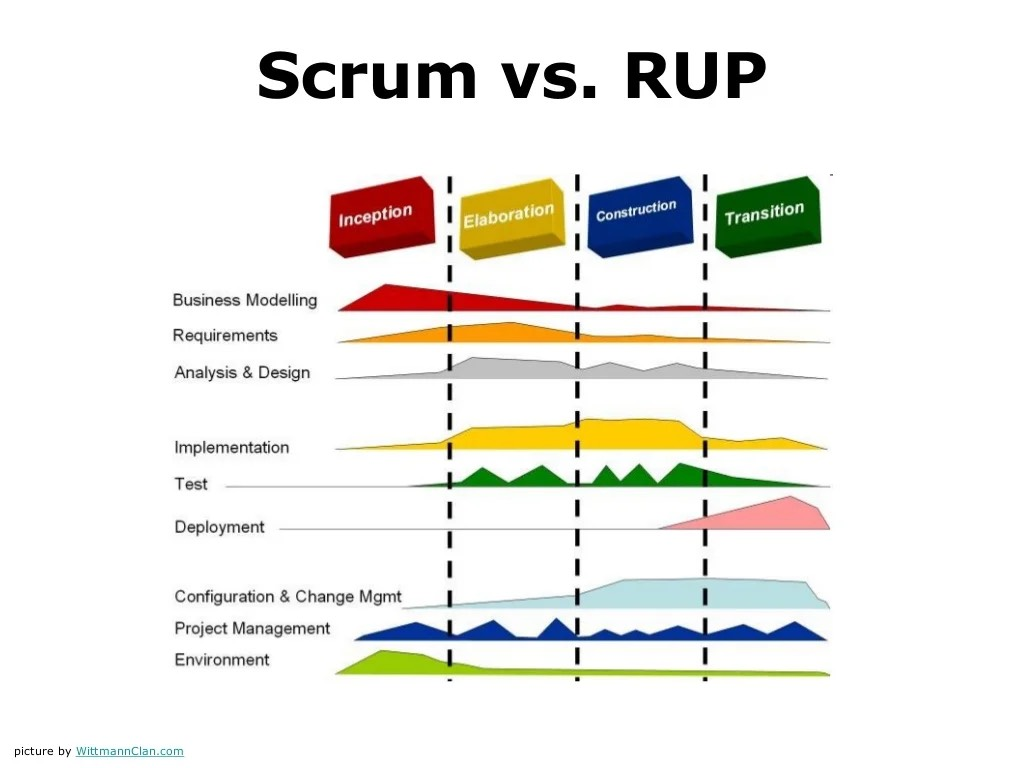 Scrum vs. RUP
Inception
Elaboration
Construction
Transition
Business Modelling
Requirements
Analysis & Design
Implementation
Test
Deployment
Configuration & Change Mgmt
Project Management
Environment
picture by WittmannClan.com